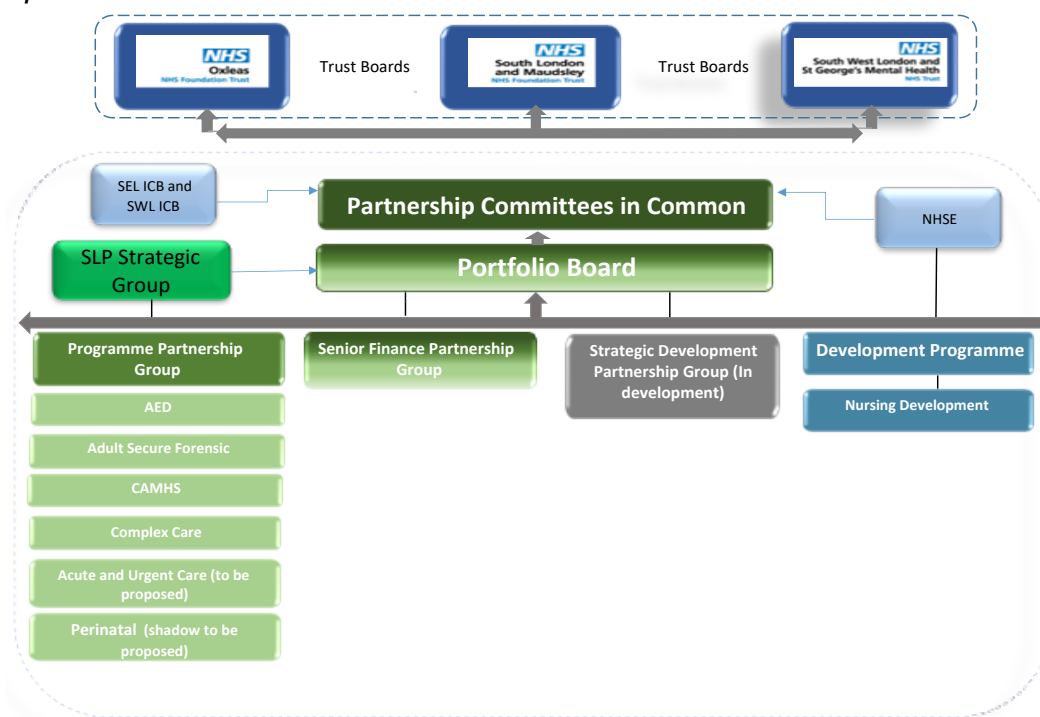 NHS
Oxleas
NHS Foundation Trust
Trust Boards
NHS
South London
and Maudsley
NHS Foundation Trust
Trust Boards
NHS
South West London and
St George's Mental Health
NHS Trust
SEL ICB and
SWL ICB
Partnership Committees in Common
NHSE
SLP Strategic
Group
Portfolio Board
Programme Partnership
Group
Senior Finance Partnership
Group
Strategic Development
Partnership Group (In
development)
Development Programme
AED
Nursing Development
Adult Secure Forensic
CAMHS
Complex Care
Acute and Urgent Care (to be
proposed)
Perinatal (shadow to be
proposed)